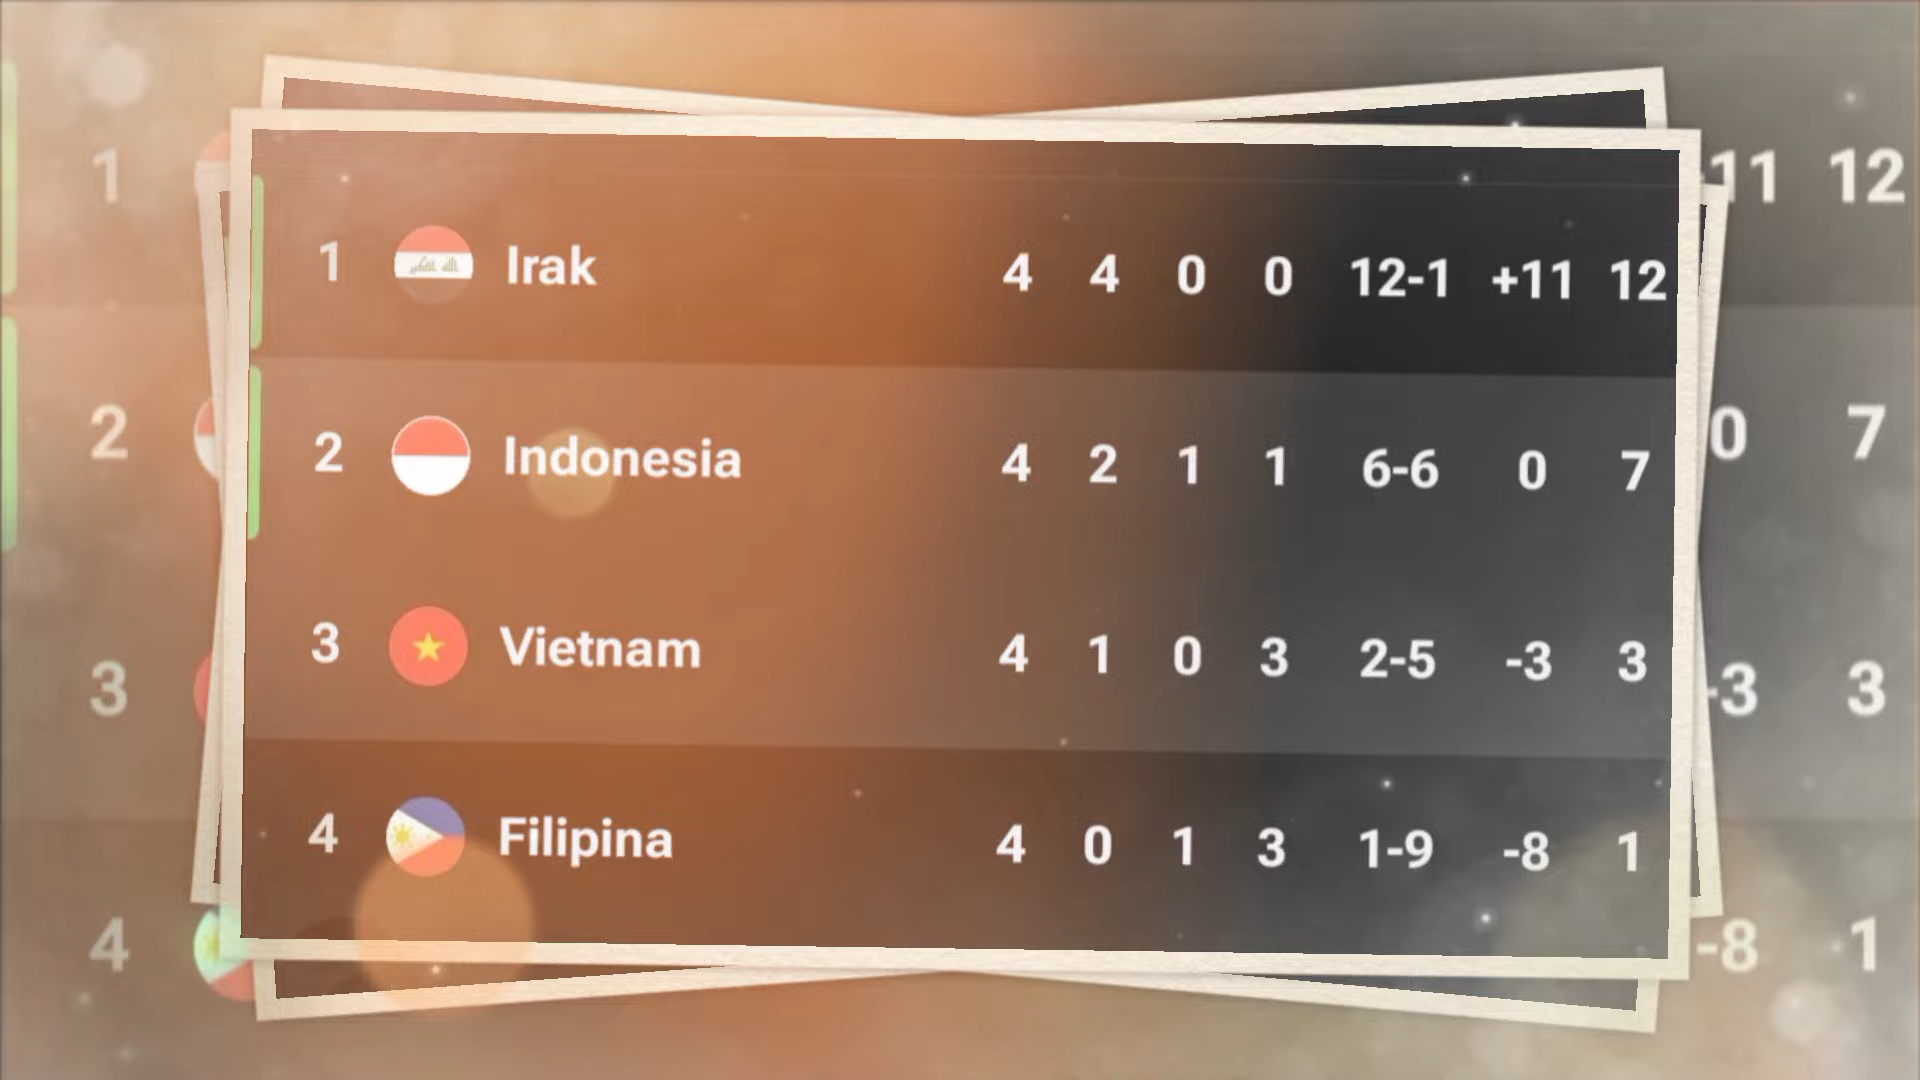 1 Irak 4 4 0 0 12-1 +11 12
2 Indonesia 4 2 1 1 6-6 0 7
3 Vietnam 4 1 0 3 2-5 -3 3
4 Filipina 4 0 1 3 1-9 -8 1